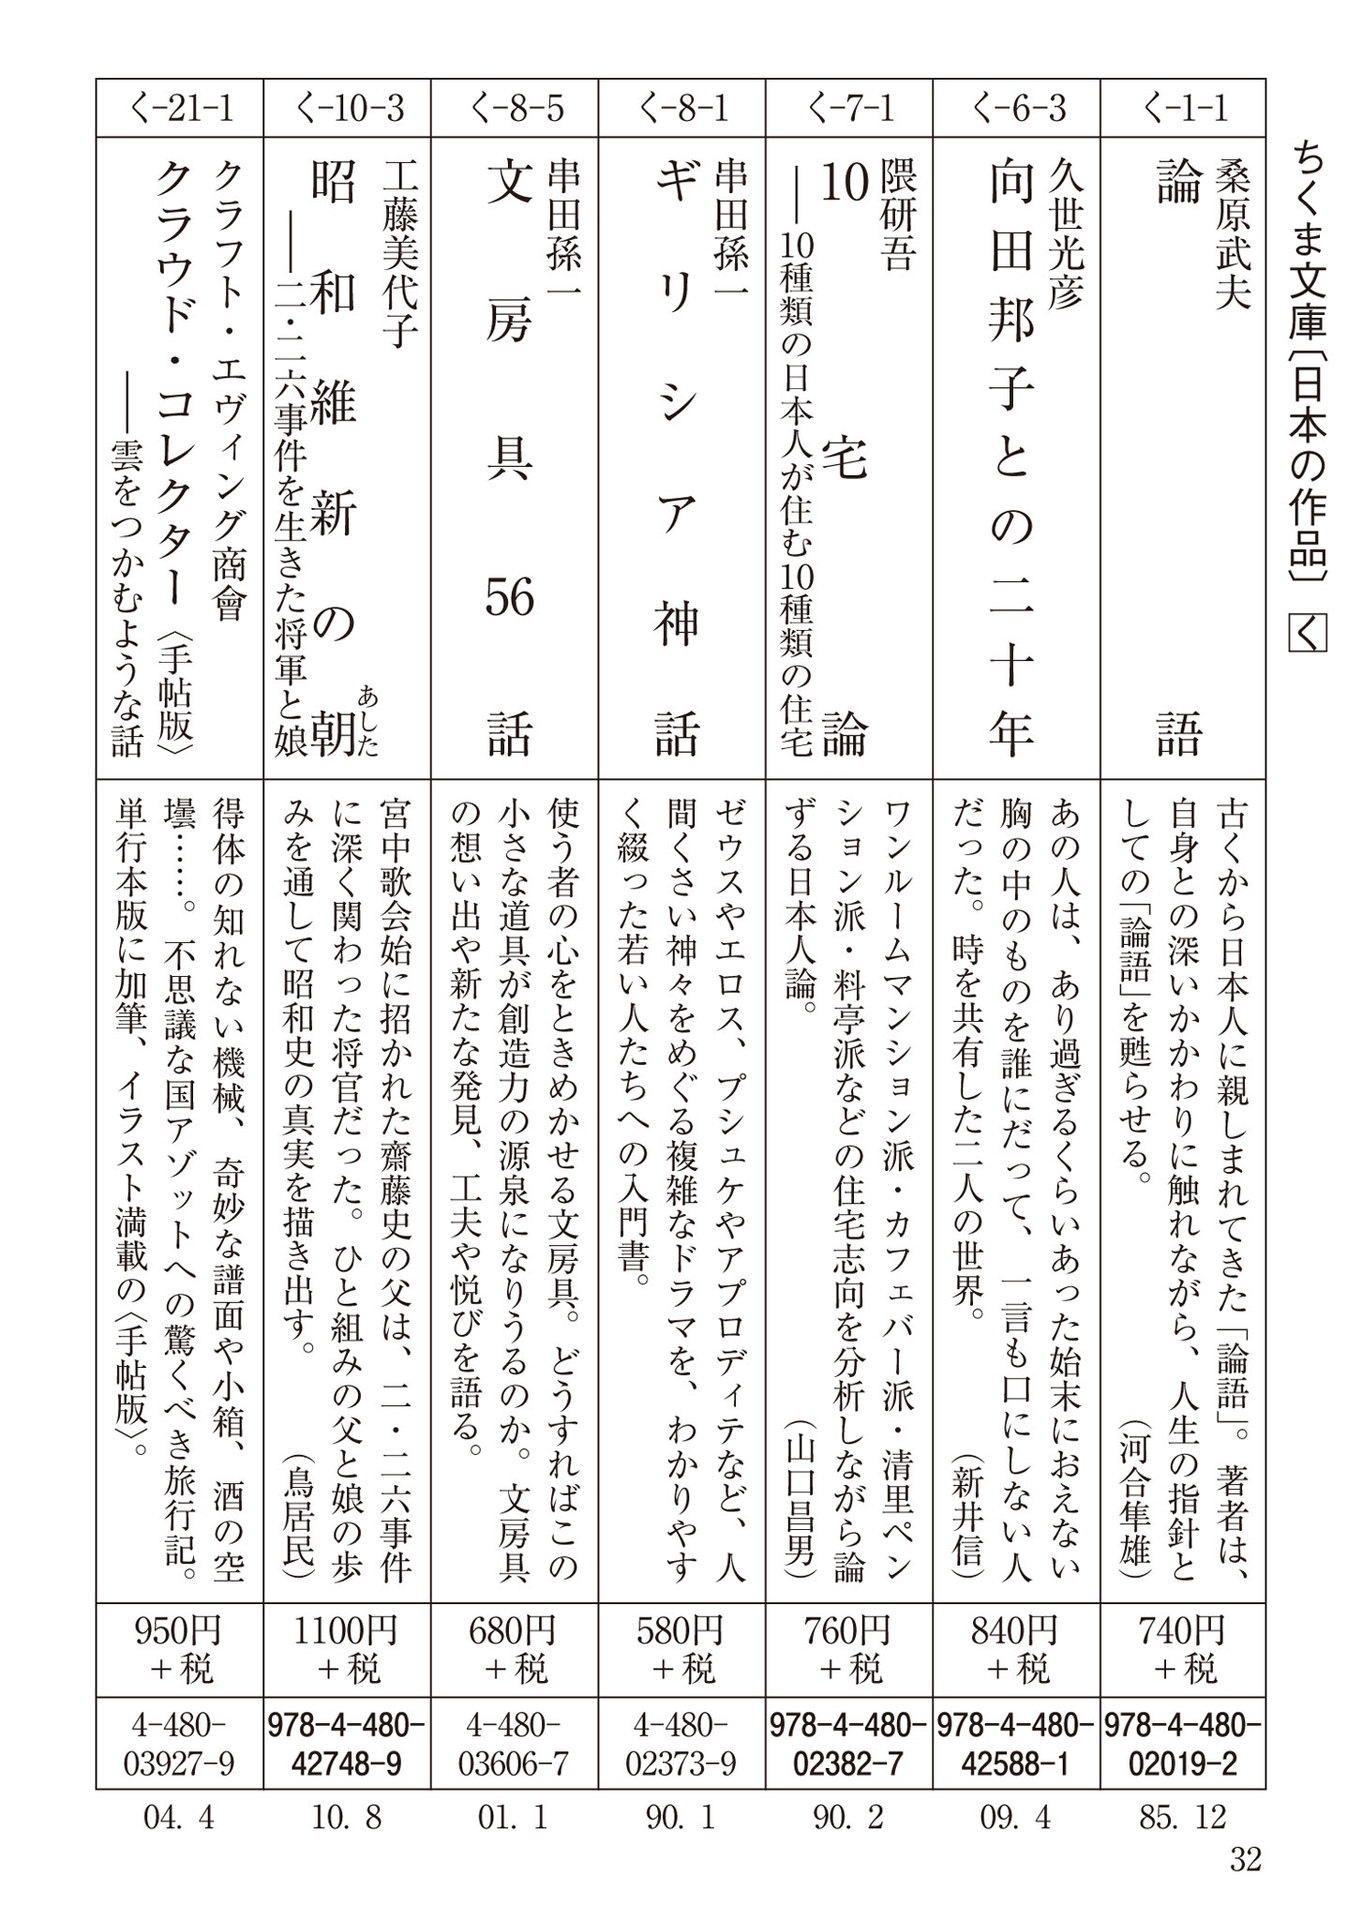 ちくま文庫〔日本の作品〕 く
く-1-1
桑原武夫
論語
古くから日本人に親しまれてきた「論語」。著者は、
自身との深いかかわりに触れながら、人生の指針と
しての「論語」を甦らせる。
（河合隼雄）
740円
＋税
978-4-480-
02019-2
85. 12
く-6-3
久世光彦
向田邦子との二十年
あの人は、あり過ぎるくらいあった始末におえない
胸の中のものを誰にだって、一言も口にしない人
だった。時を共有した二人の世界。
（新井信）
840円
＋税
978-4-480-
42588-1
09. 4
く-7-1
隈研吾
10宅論
――10種類の日本人が住む10種類の住宅
ワンルームマンション派・カフェバー派・清里ペン
ション派・料亭派などの住宅志向を分析しながら論
ずる日本人論。
（山口昌男）
760円
＋税
978-4-480-
02382-7
90. 2
く-8-1
串田孫一
ギリシア神話
ゼウスやエロス、プシュケやアプロディテなど、人
間くさい神々をめぐる複雑なドラマを、わかりやす
く綴った若い人たちへの入門書。
580円
＋税
4-480-
02373-9
90. 1
く-8-5
串田孫一
文房具56話
使う者の心をときめかせる文房具。どうすればこの
小さな道具が創造力の源泉になりうるのか。文房具
の想い出や新たな発見、工夫や悦びを語る。
680円
＋税
4-480-
03606-7
01. 1
く-10-3
工藤美代子
昭和維新の朝
あした
――二・二六事件を生きた将軍と娘
宮中歌会始に招かれた齋藤史の父は、二・二六事件
に深く関わった将官だった。ひと組みの父と娘の歩
みを通して昭和史の真実を描き出す。
（鳥居民）
1100円
＋税
978-4-480-
42748-9
10. 8
く-21-1
クラフト・エヴィング商會
クラウド・コレクター〈手帖版〉
――雲をつかむような話
得体の知れない機械、奇妙な譜面や小箱、酒の空
壜……。不思議な国アゾットへの驚くべき旅行記。
単行本版に加筆、イラスト満載の〈手帖版〉。
950円
＋税
4-480-
03927-9
04. 4
32